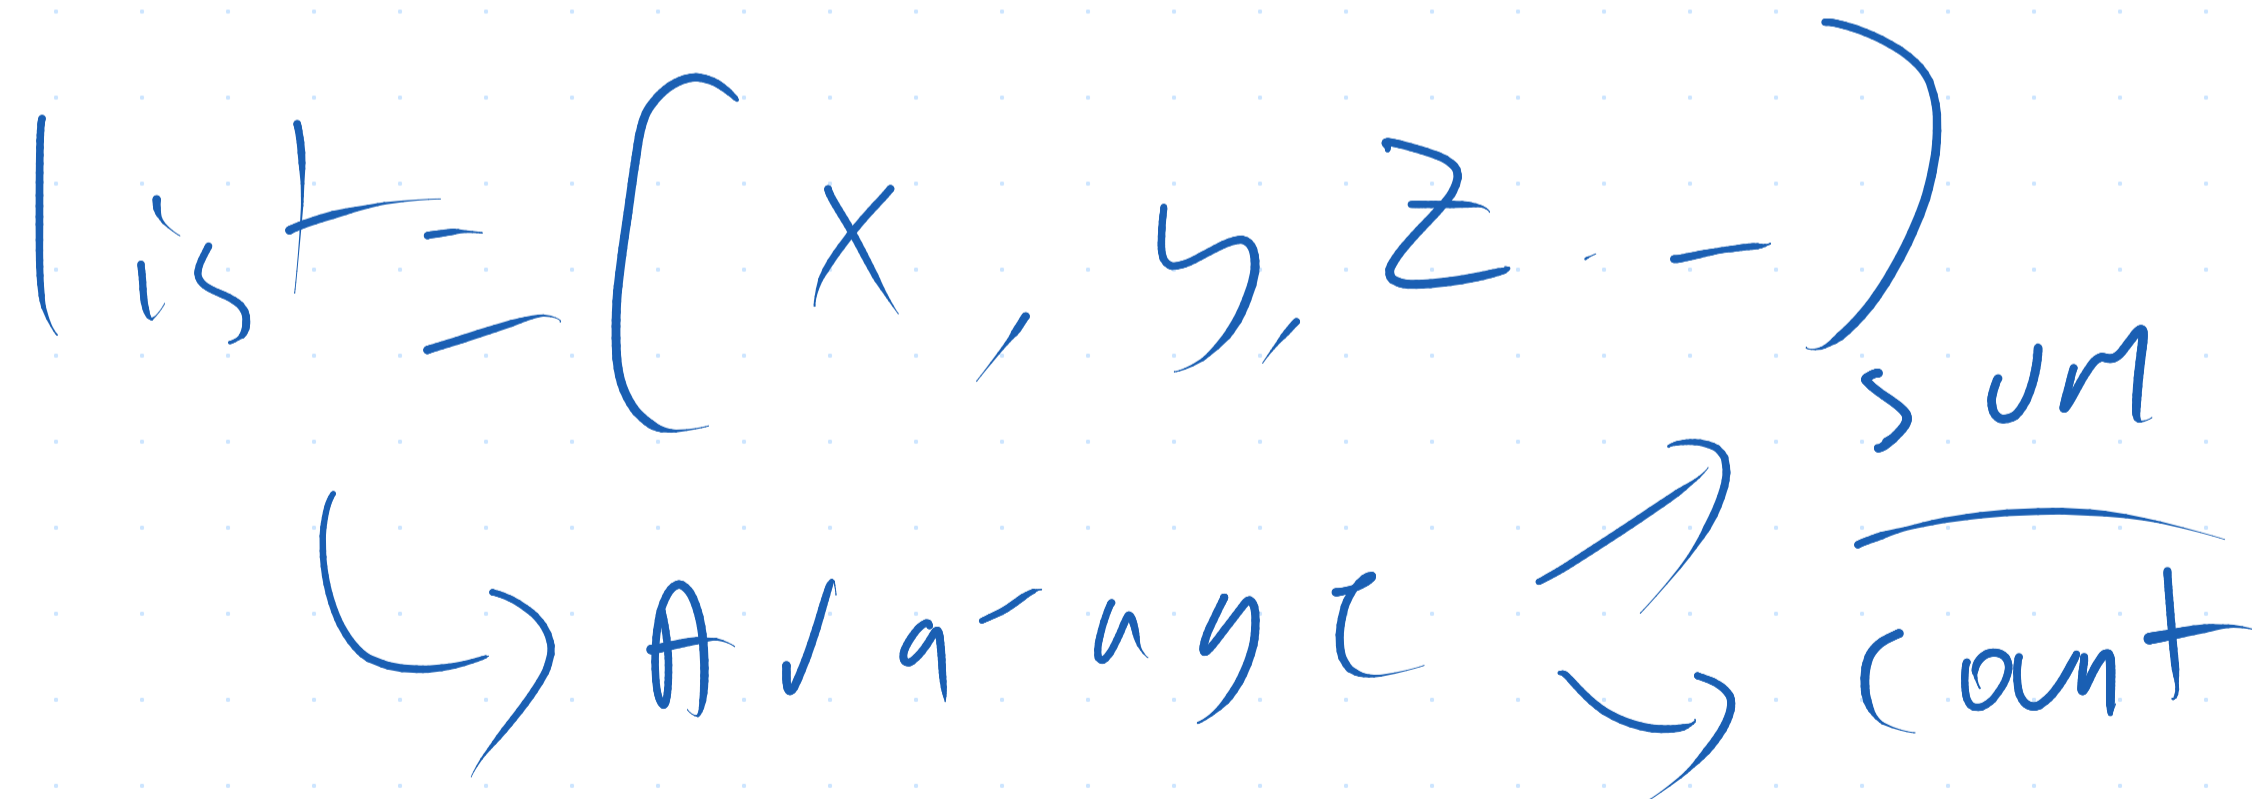 list = ( x, y, z . - )
sum
Avarage
count